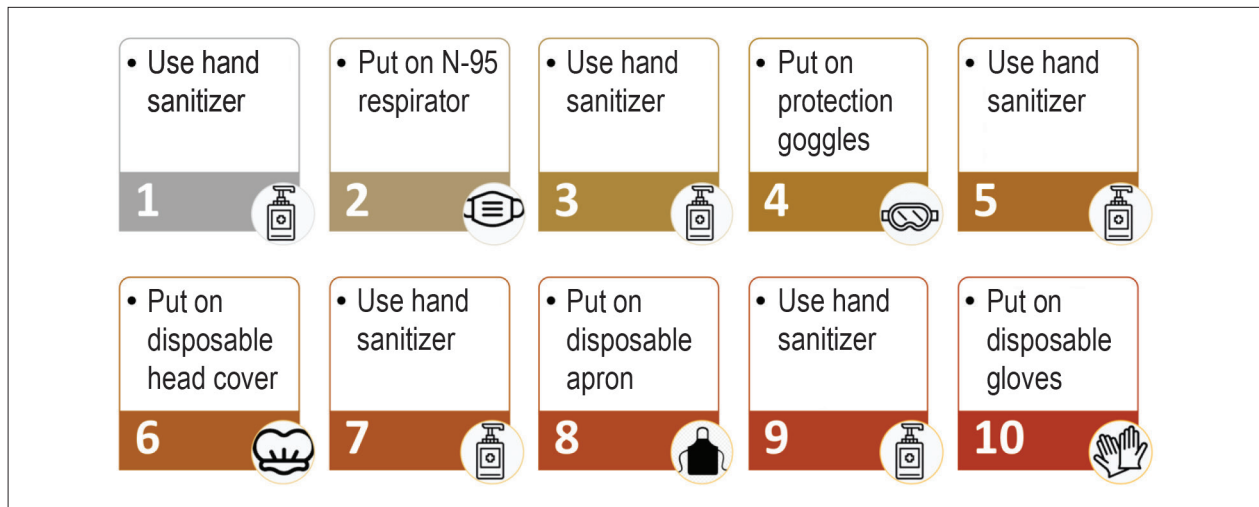 • Use hand
sanitizer
1
• Put on N-95
respirator
2
• Use hand
sanitizer
3
• Put on
protection
goggles
4
• Use hand
sanitizer
5
• Put on
disposable
head cover
6
• Use hand
sanitizer
7
• Put on
disposable
apron
8
• Use hand
sanitizer
9
• Put on
disposable
gloves
10